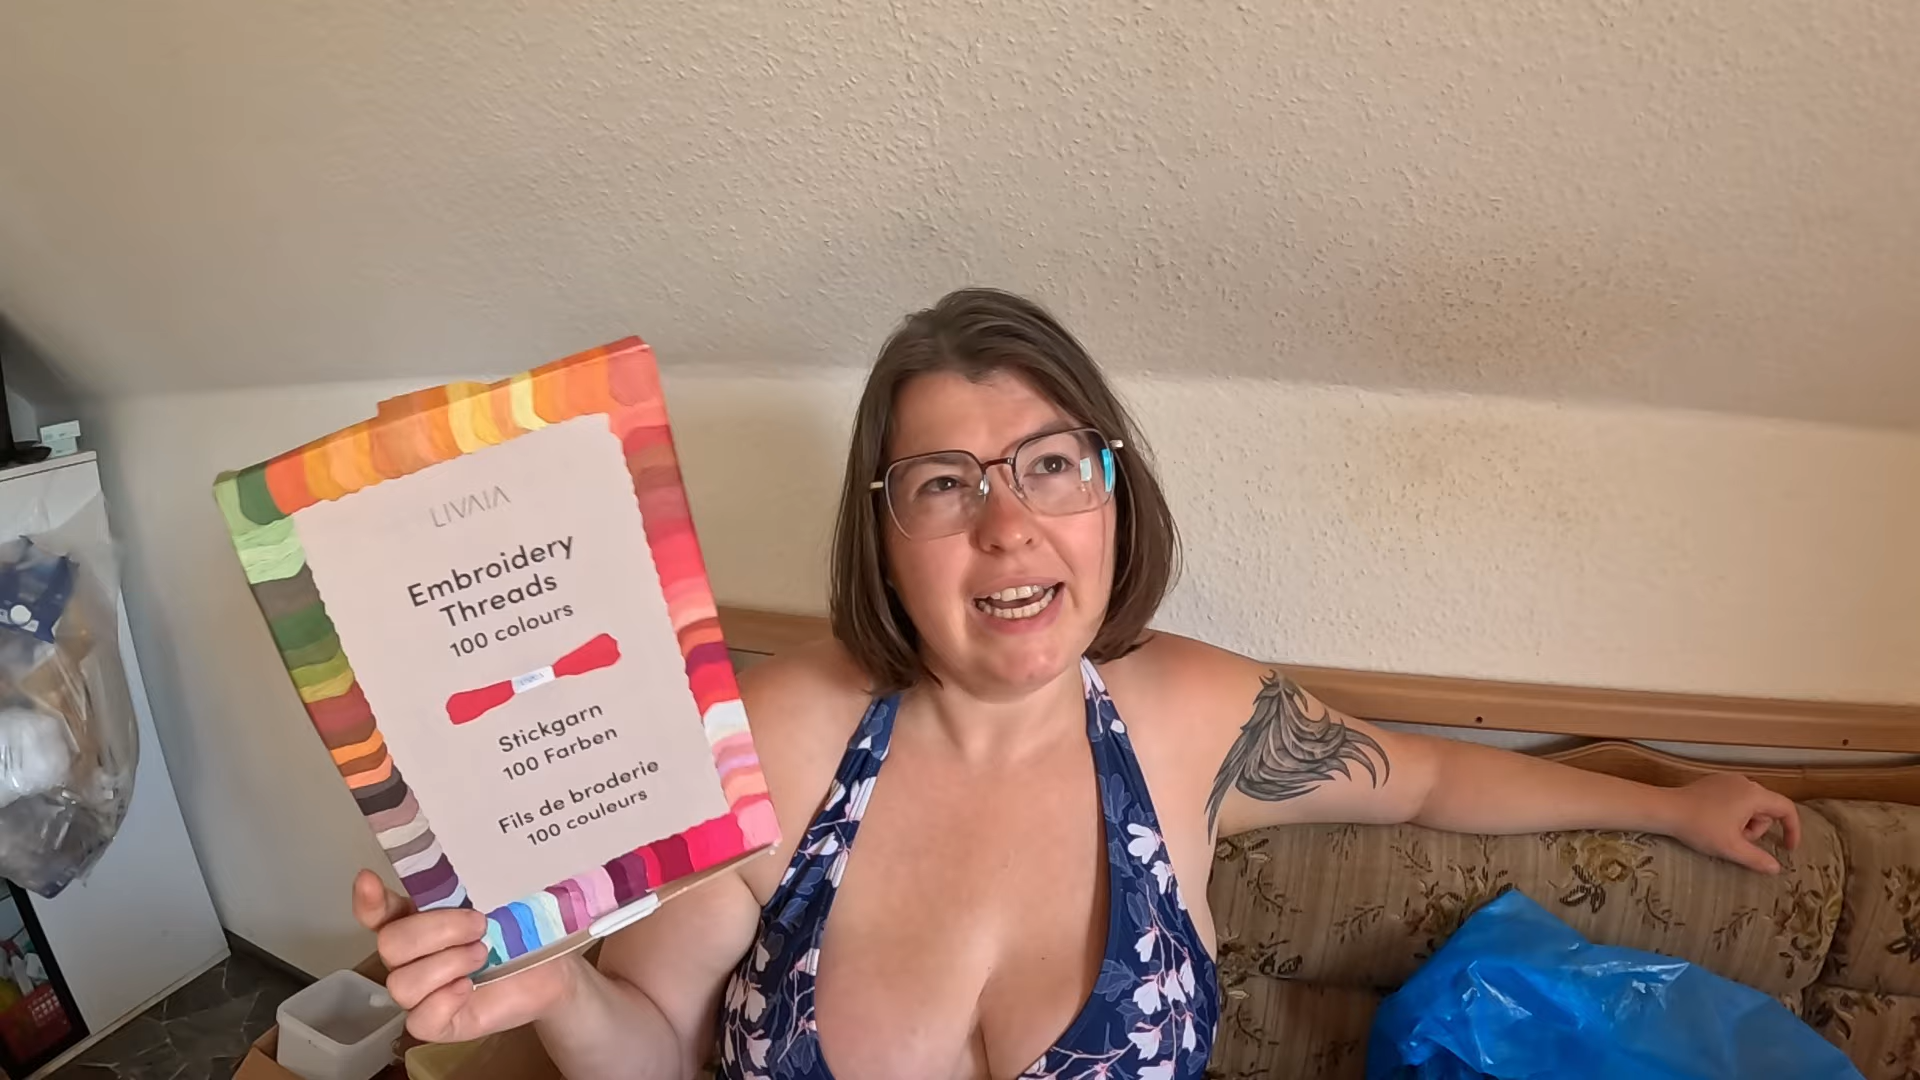 LIVAIA
Embroidery
Threads
100 colours
Stickgarn
100 Farben
Fils de broderie
100 couleurs